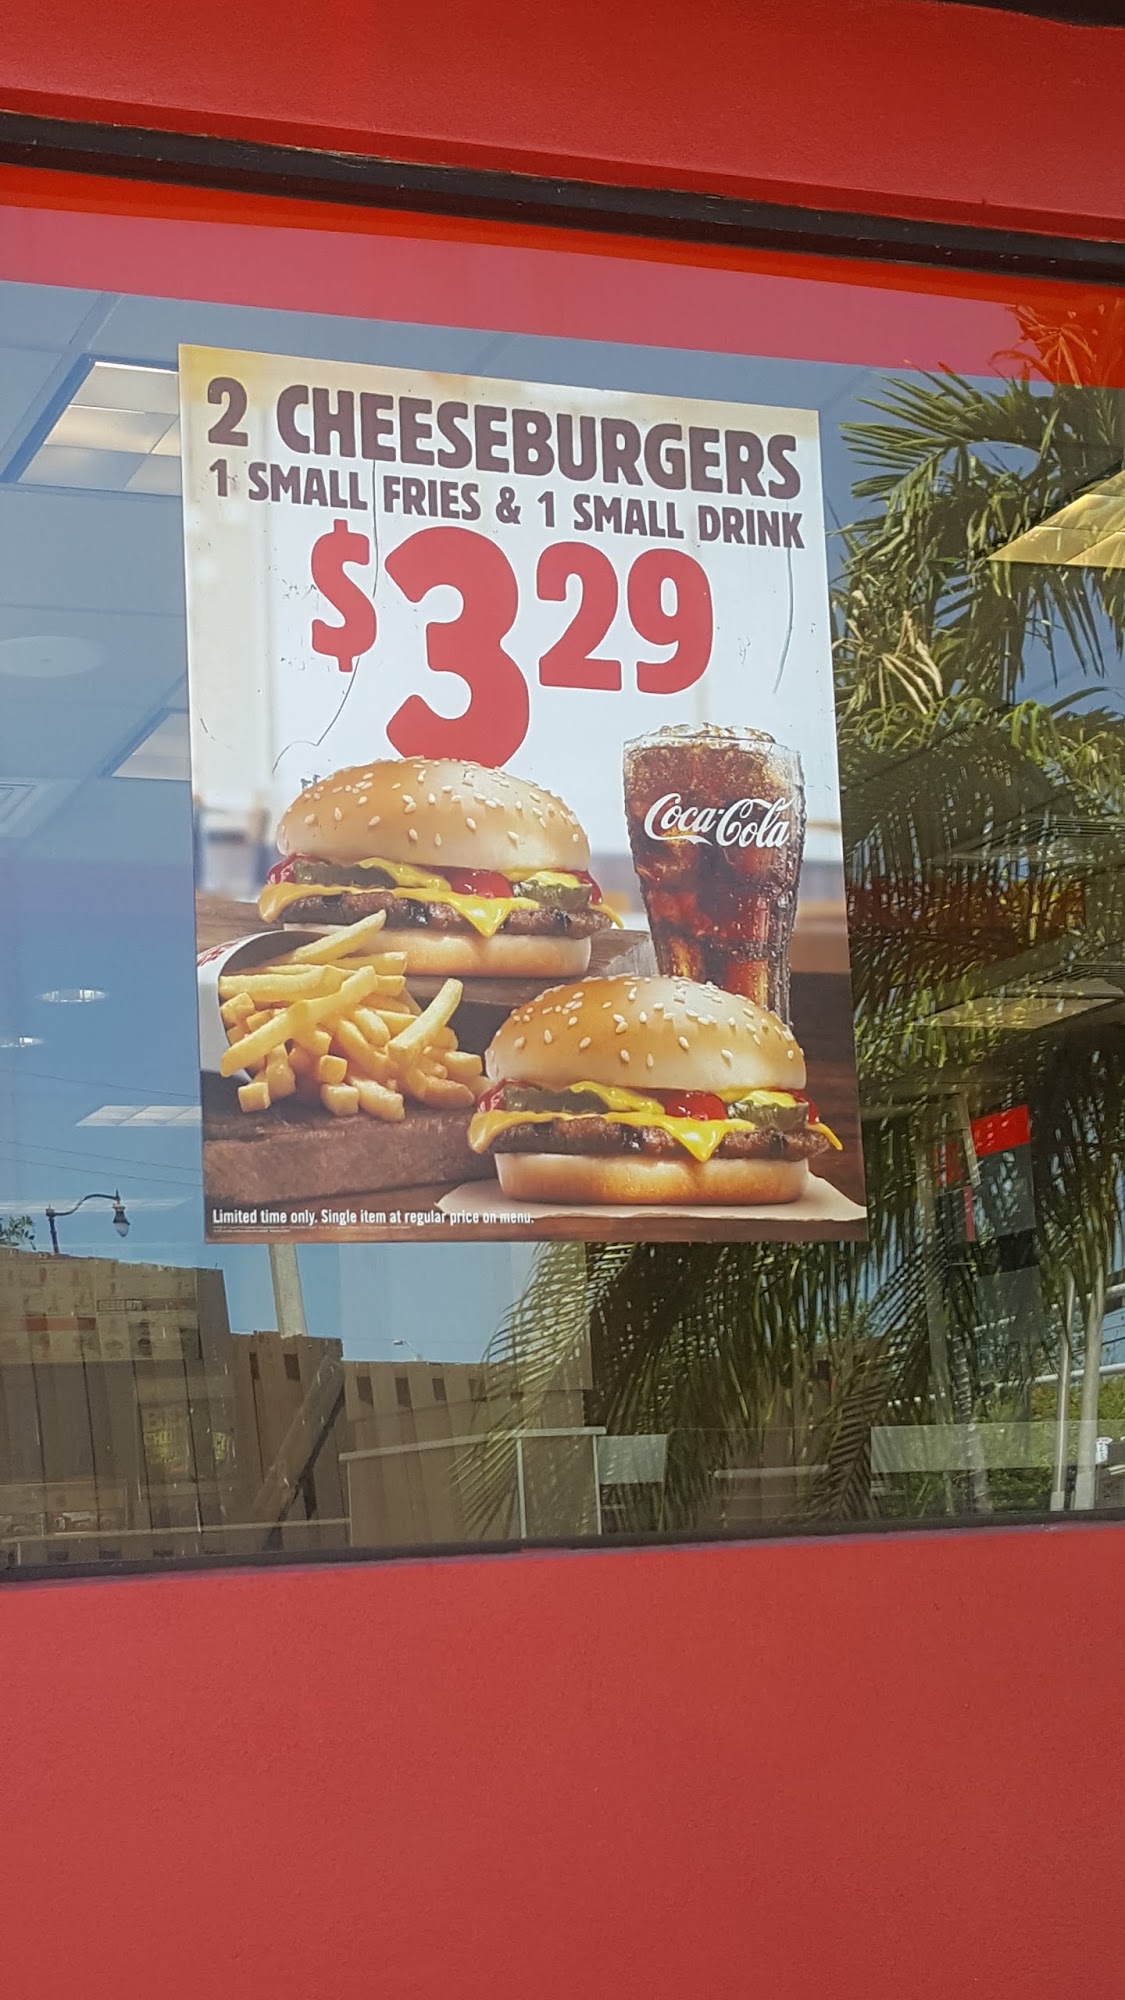 2 CHEESEBURGERS
1 SMALL FRIES & 1 SMALL DRINK
$3 29
Coca-Cola
Limited time only. Single item at regular price on menu.